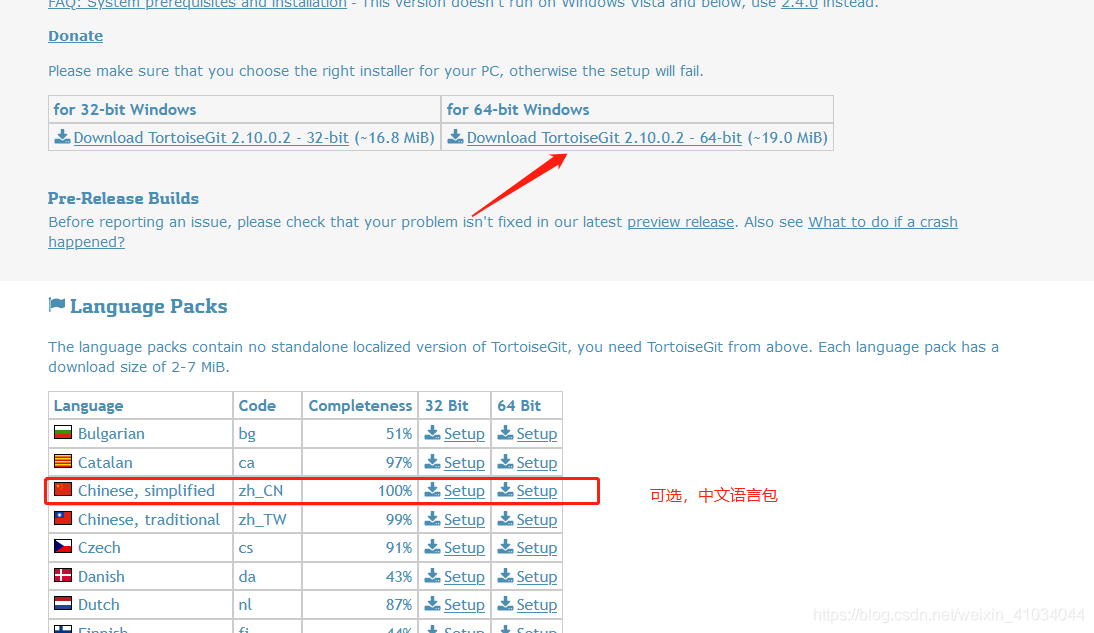 FAQ: System prerequisites and installation - This version doesn't run on Windows Vista and below, use 2.4.0 instead.
Donate
Please make sure that you choose the right installer for your PC, otherwise the setup will fail.
for 32-bit Windows for 64-bit Windows
Download TortoiseGit 2.10.0.2 - 32-bit (~16.8 MiB) Download TortoiseGit 2.10.0.2 - 64-bit (~19.0 MiB)
Pre-Release Builds
Before reporting an issue, please check that your problem isn't fixed in our latest preview release. Also see What to do if a crash
happened?
Language Packs
The language packs contain no standalone localized version of TortoiseGit, you need TortoiseGit from above. Each language pack has a
download size of 2-7 MiB.
Language Code Completeness 32 Bit 64 Bit
Bulgarian bg 51% Setup Setup
Catalan ca 97% Setup Setup
Chinese, simplified zh_CN 100% Setup Setup 可选，中文语言包
Chinese, traditional zh_TW 99% Setup Setup
Czech cs 91% Setup Setup
Danish da 43% Setup Setup
Dutch nl 87% Setup Setup
Finnish fi 44% Setup Setup
https://blog.csdn.net/weixin_41034044